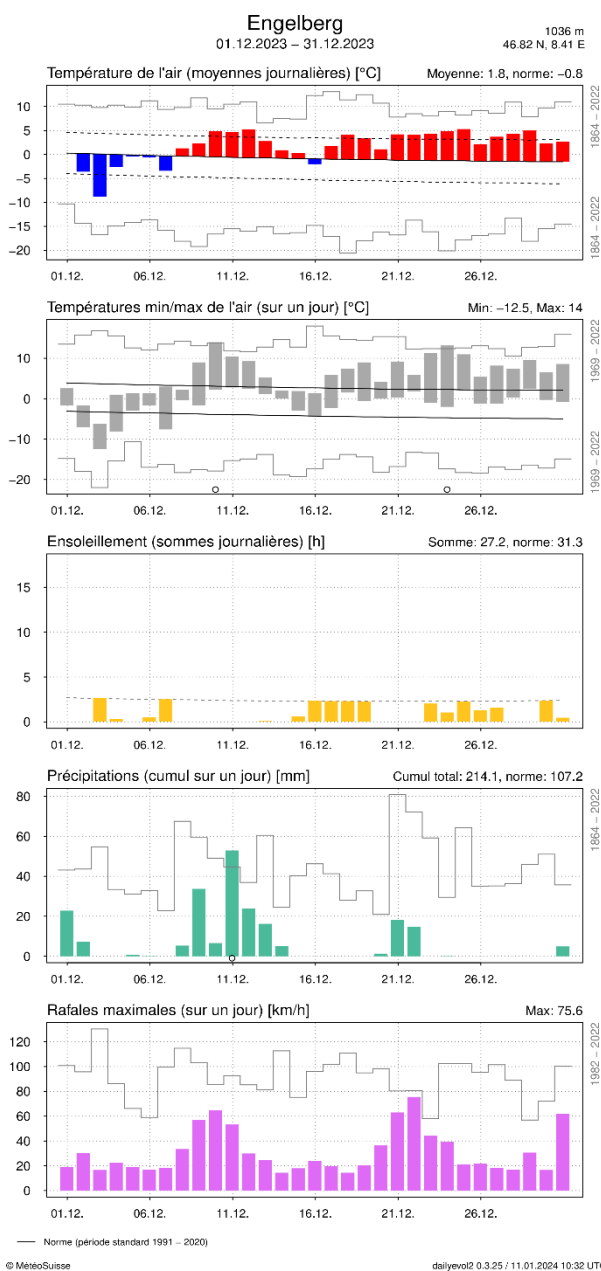 Engelberg
01.12.2023 – 31.12.2023
1036 m
46.82 N, 8.41 E
Température de l'air (moyennes journalières) [°C]
Moyenne: 1.8, norme: −0.8
10
5
0
−5
−10
−15
−20
1864 – 2022
1864 – 2022
01.12.
06.12.
11.12.
16.12.
21.12.
26.12.
Températures min/max de l'air (sur un jour) [°C]
Min: −12.5, Max: 14
10
0
−10
−20
1969 – 2022
1969 – 2022
01.12.
06.12.
11.12.
16.12.
21.12.
26.12.
Ensoleillement (sommes journalières) [h]
Somme: 27.2, norme: 31.3
15
10
5
0
01.12.
06.12.
11.12.
16.12.
21.12.
26.12.
Précipitations (cumul sur un jour) [mm]
Cumul total: 214.1, norme: 107.2
80
60
40
20
0
1864 – 2022
01.12.
06.12.
11.12.
16.12.
21.12.
26.12.
Rafales maximales (sur un jour) [km/h]
Max: 75.6
120
100
80
60
40
20
0
1982 – 2022
01.12.
06.12.
11.12.
16.12.
21.12.
26.12.
Norme (période standard 1991 – 2020)
© MétéoSuisse
dailyevol2 0.3.25 / 11.01.2024 10:32 UTC